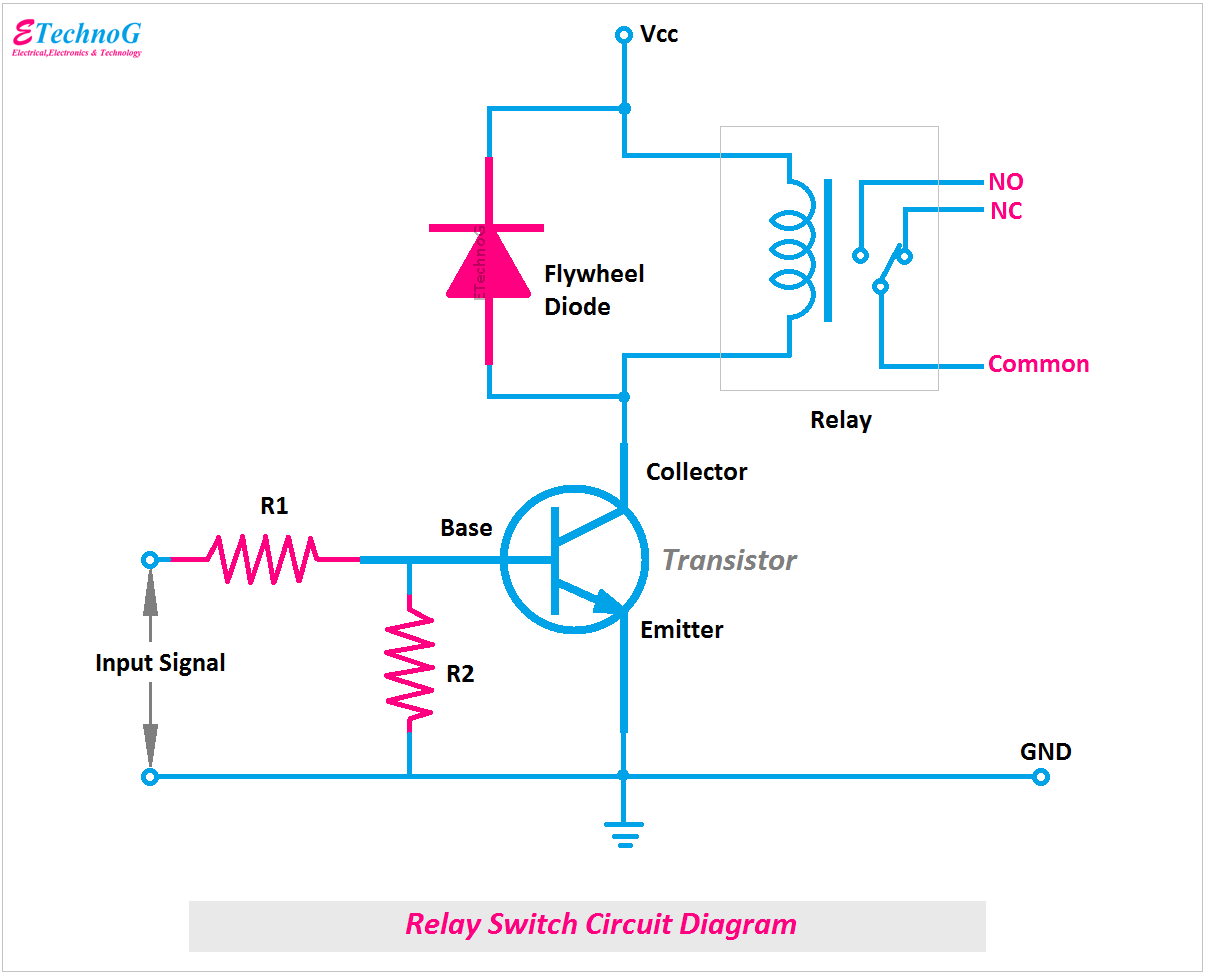 ETechnoG
Electrical,Electronics & Technology
Vcc
NO
NC
ETechnoG
Flywheel
Diode
Common
Relay
Collector
R1
Base
Transistor
Emitter
Input Signal
R2
GND
Relay Switch Circuit Diagram